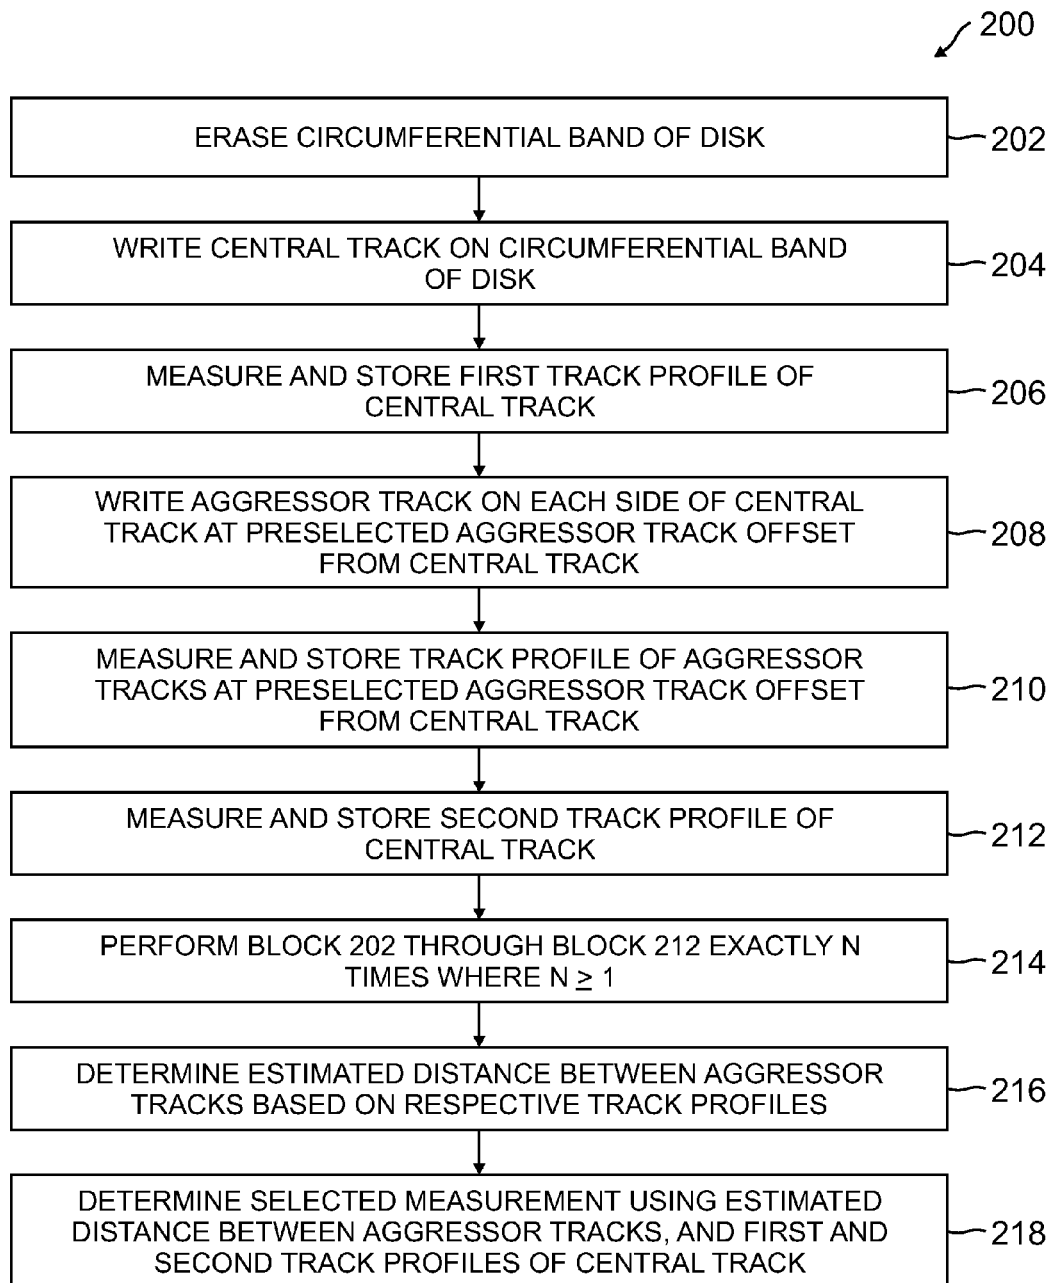 200
ERASE CIRCUMFERENTIAL BAND OF DISK
202
WRITE CENTRAL TRACK ON CIRCUMFERENTIAL BAND
OF DISK
204
MEASURE AND STORE FIRST TRACK PROFILE OF
CENTRAL TRACK
206
WRITE AGGRESSOR TRACK ON EACH SIDE OF CENTRAL
TRACK AT PRESELECTED AGGRESSOR TRACK OFFSET
FROM CENTRAL TRACK
208
MEASURE AND STORE TRACK PROFILE OF AGGRESSOR
TRACKS AT PRESELECTED AGGRESSOR TRACK OFFSET
FROM CENTRAL TRACK
210
MEASURE AND STORE SECOND TRACK PROFILE OF
CENTRAL TRACK
212
PERFORM BLOCK 202 THROUGH BLOCK 212 EXACTLY N
TIMES WHERE N ≥ 1
214
DETERMINE ESTIMATED DISTANCE BETWEEN AGGRESSOR
TRACKS BASED ON RESPECTIVE TRACK PROFILES
216
DETERMINE SELECTED MEASUREMENT USING ESTIMATED
DISTANCE BETWEEN AGGRESSOR TRACKS, AND FIRST AND
SECOND TRACK PROFILES OF CENTRAL TRACK
218